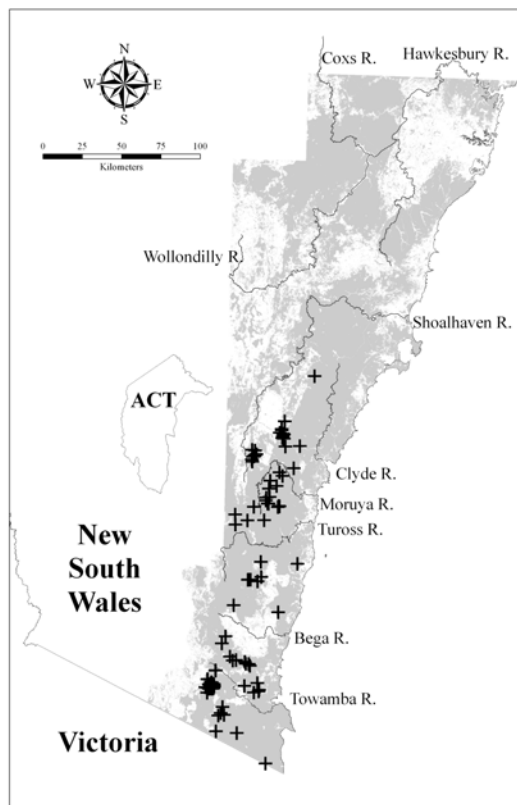 Coxs R.
Hawkesbury R.
N
W E
S
0 25 50 75 100
Kilometers
Wollondilly R.
Shoalhaven R.
ACT
Clyde R.
Moruya R.
Tuross R.
New
South
Wales
Bega R.
Towamba R.
Victoria